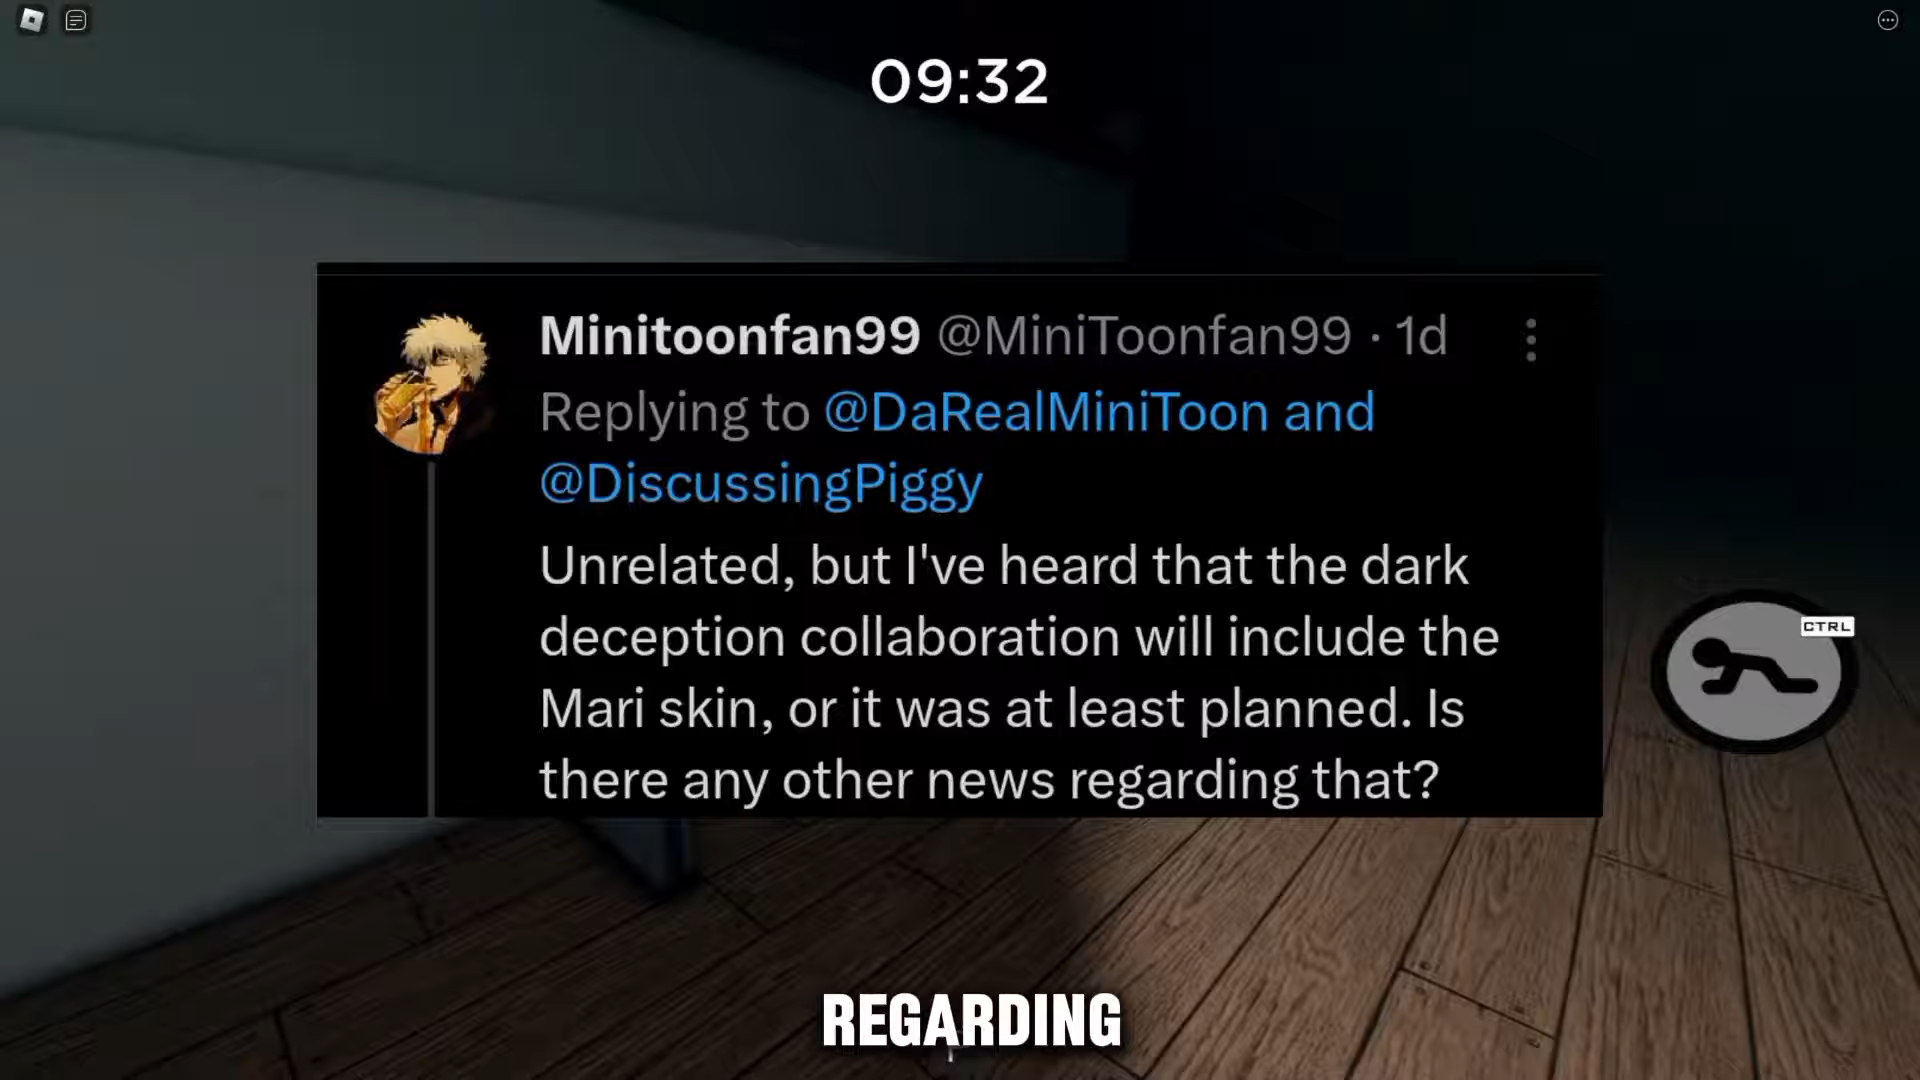 09:32
Minitoonfan99 @MiniToonfan99 · 1d
Replying to @DaRealMiniToon and
@DiscussingPiggy
Unrelated, but I've heard that the dark
deception collaboration will include the
Mari skin, or it was at least planned. Is
there any other news regarding that?
CTRL
REGARDING